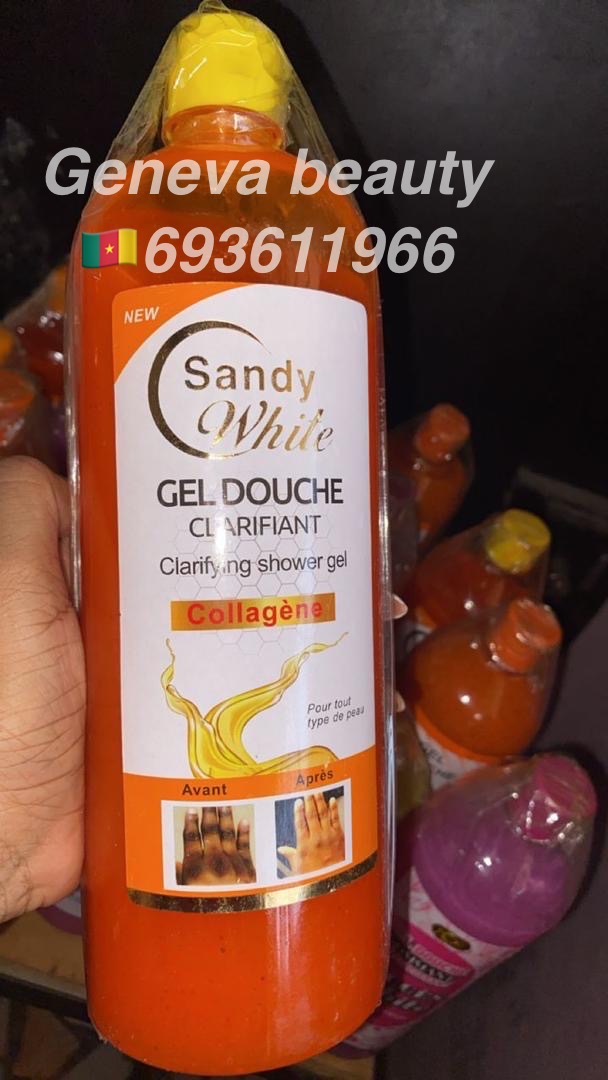 Geneva beauty
🇨🇲693611966
NEW
Sandy
White
GEL DOUCHE
CLARIFIANT
Clarifying shower gel
Collagène
Pour tout
type de peau
Avant
Après